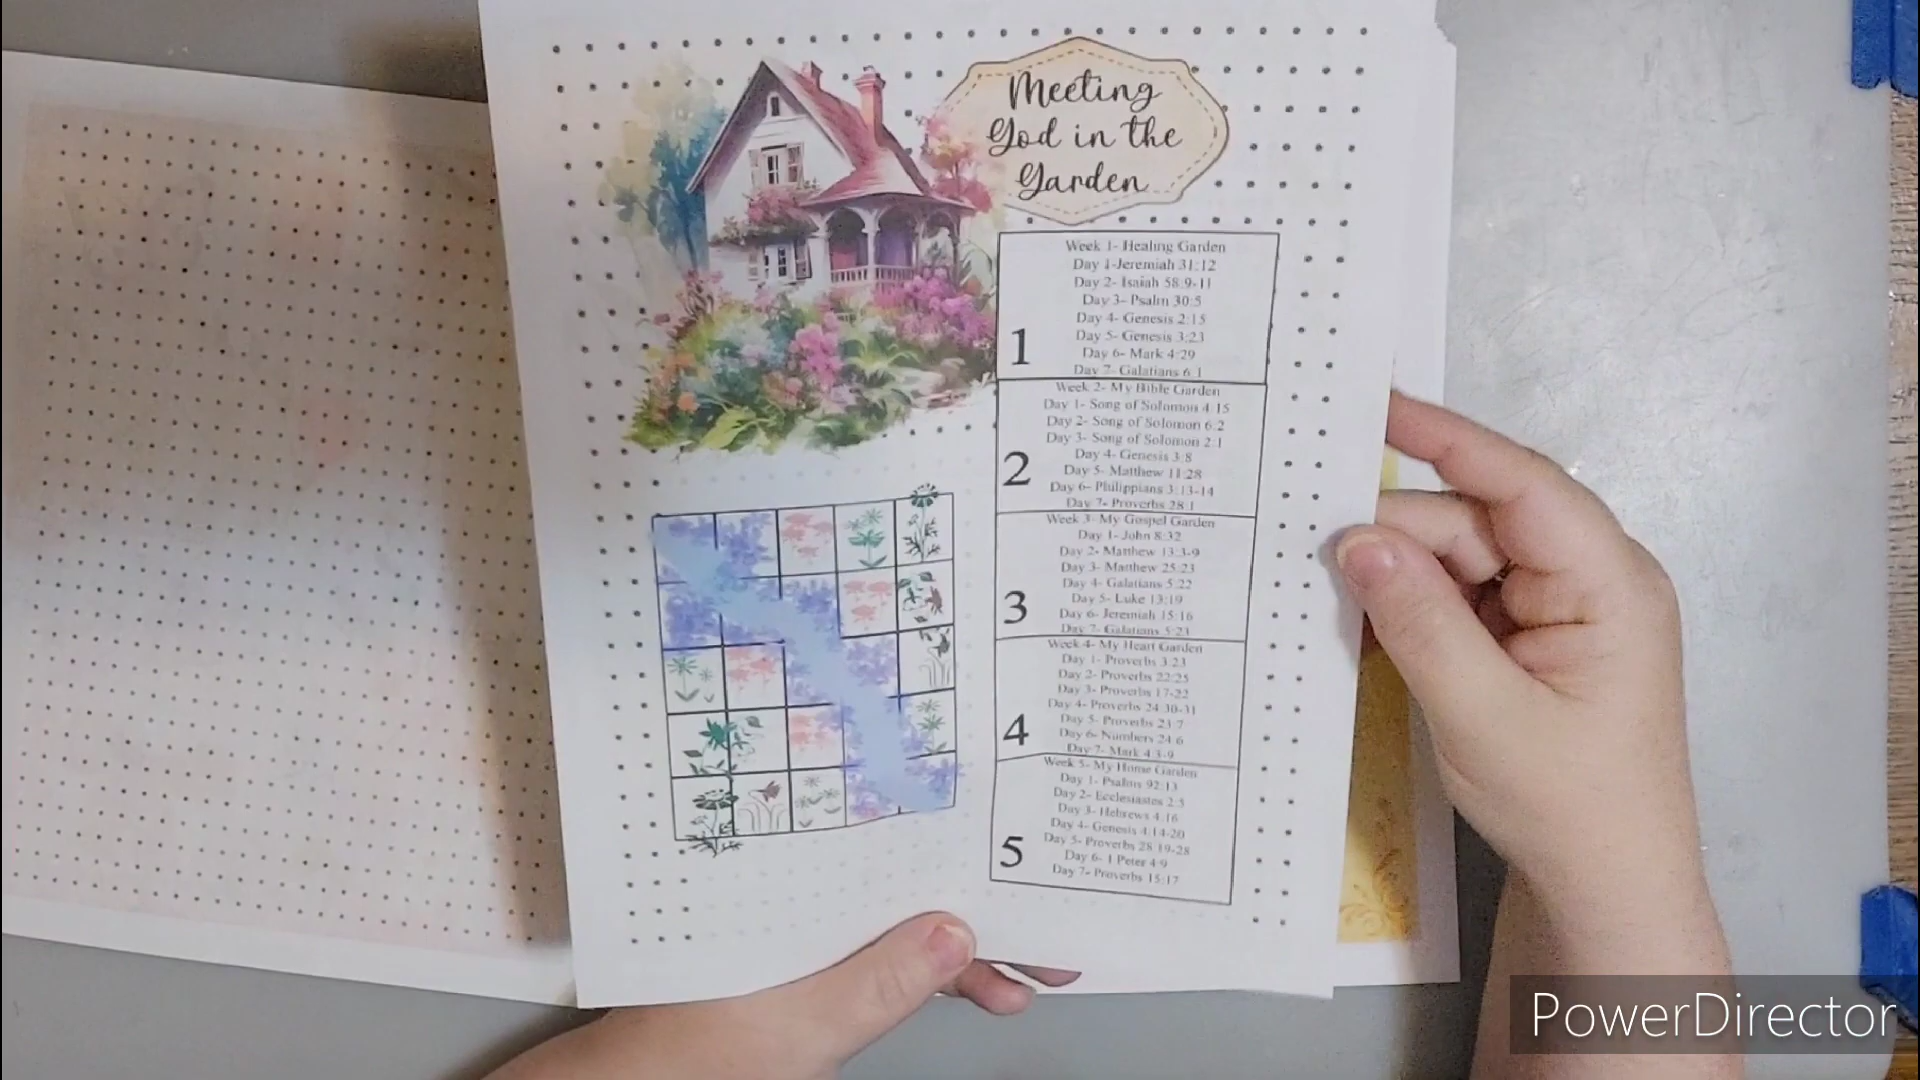 Meeting
God in the
Garden
Week 1- Healing Garden
Day 1-Jeremiah 31:12
Day 2- Isaiah 58:9-11
Day 3- Psalm 30:5
Day 4- Genesis 2:15
Day 5- Genesis 3:23
Day 6- Mark 4:29
Day 7- Galatians 6:1
1
Week 2- My Bible Garden
Day 1- Song of Solomon 4:15
Day 2- Song of Solomon 6:2
Day 3- Song of Solomon 2:1
Day 4- Genesis 3:8
Day 5- Matthew 11:28
Day 6- Philippians 3:13-14
Day 7- Proverbs 28:1
2
Week 3- My Gospel Garden
Day 1- John 8:32
Day 2- Matthew 13:3-9
Day 3- Matthew 25:23
Day 4- Galatians 5:22
Day 5- Luke 13:19
Day 6- Jeremiah 15:16
Day 7- Galatians 5:23
3
Week 4- My Heart Garden
Day 1- Proverbs 3:23
Day 2- Proverbs 22:25
Day 3- Proverbs 17-22
Day 4- Proverbs 24:30-31
Day 5- Proverbs 23:7
Day 6- Numbers 24:6
Day 7- Mark 4:3-9
4
Week 5- My Home Garden
Day 1- Psalms 92:13
Day 2- Ecclesiastes 2:5
Day 3- Hebrews 4:16
Day 4- Genesis 4:14-20
Day 5- Proverbs 28:19-28
Day 6- 1 Peter 4:9
Day 7- Proverbs 15:17
5
PowerDirector